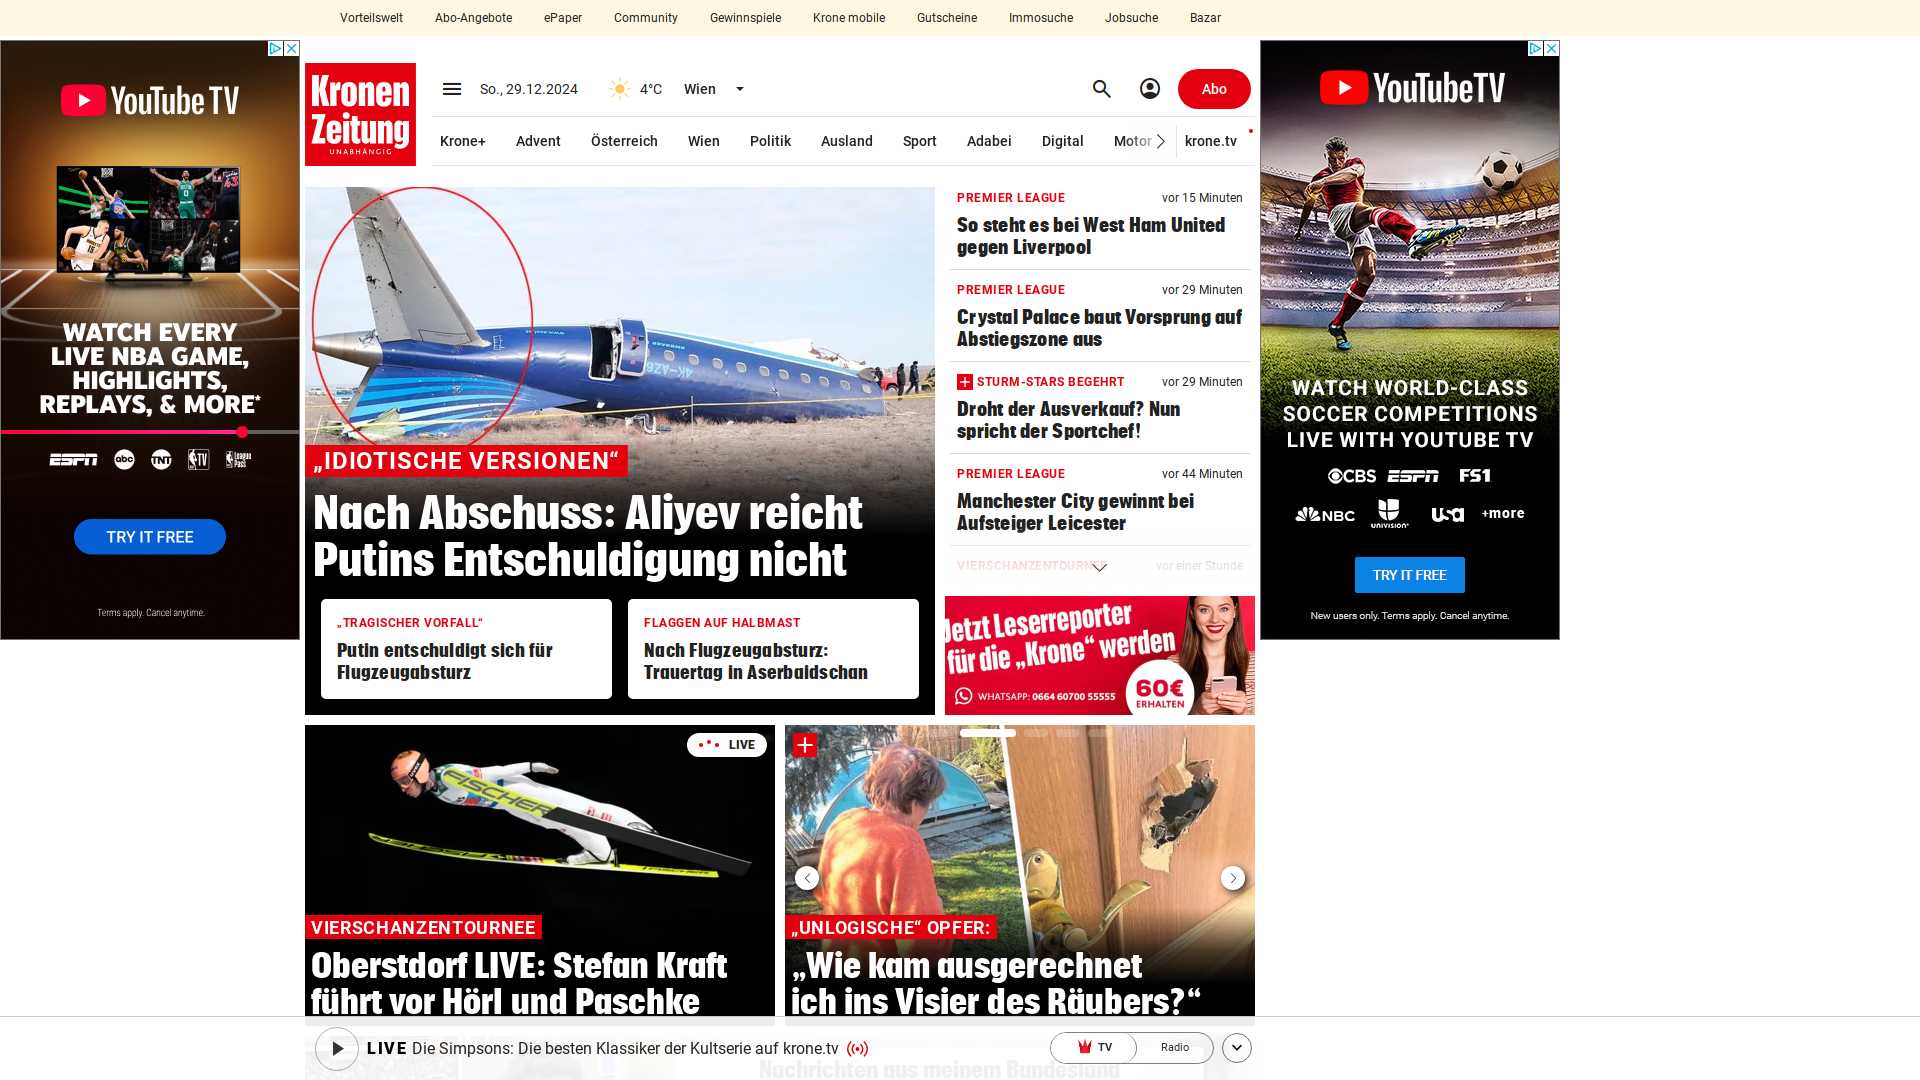 Vorteilswelt
Abo-Angebote
ePaper
Community
Gewinnspiele
Krone mobile
Gutscheine
Immosuche
Jobsuche
Bazar
YouTube TV
WATCH EVERY
LIVE NBA GAME,
HIGHLIGHTS,
REPLAYS, & MORE*
ESPN
abc
TNT
NBA TV
League Pass
TRY IT FREE
Terms apply. Cancel anytime.
Kronen
Zeitung
UNABHÄNGIG
So., 29.12.2024
4°C
Wien
Abo
Krone+
Advent
Österreich
Wien
Politik
Ausland
Sport
Adabei
Digital
Motor
krone.tv
4K-AZ6
„IDIOTISCHE VERSIONEN“
Nach Abschuss: Aliyev reicht
Putins Entschuldigung nicht
„TRAGISCHER VORFALL“
Putin entschuldigt sich für
Flugzeugabsturz
FLAGGEN AUF HALBMAST
Nach Flugzeugabsturz:
Trauertag in Aserbaidschan
PREMIER LEAGUE
vor 15 Minuten
So steht es bei West Ham United
gegen Liverpool
PREMIER LEAGUE
vor 29 Minuten
Crystal Palace baut Vorsprung auf
Abstiegszone aus
STURM-STARS BEGEHRT
vor 29 Minuten
Droht der Ausverkauf? Nun
spricht der Sportchef!
PREMIER LEAGUE
vor 44 Minuten
Manchester City gewinnt bei
Aufsteiger Leicester
VIERSCHANZENTOURNEE
vor einer Stunde
Jetzt Leserreporter
für die „Krone“ werden
WHATSAPP: 0664 60700 55555
60€
ERHALTEN
YouTube TV
WATCH WORLD-CLASS
SOCCER COMPETITIONS
LIVE WITH YOUTUBE TV
CBS ESPN FS1
NBC UNIVISION USA +more
TRY IT FREE
New users only. Terms apply. Cancel anytime.
LIVE
FISCHER
VIERSCHANZENTOURNEE
Oberstdorf LIVE: Stefan Kraft
führt vor Hörl und Paschke
„UNLOGISCHE“ OPFER:
„Wie kam ausgerechnet
ich ins Visier des Räubers?“
LIVE Die Simpsons: Die besten Klassiker der Kultserie auf krone.tv
TV
Radio
Nachrichten aus meinem Bundesland